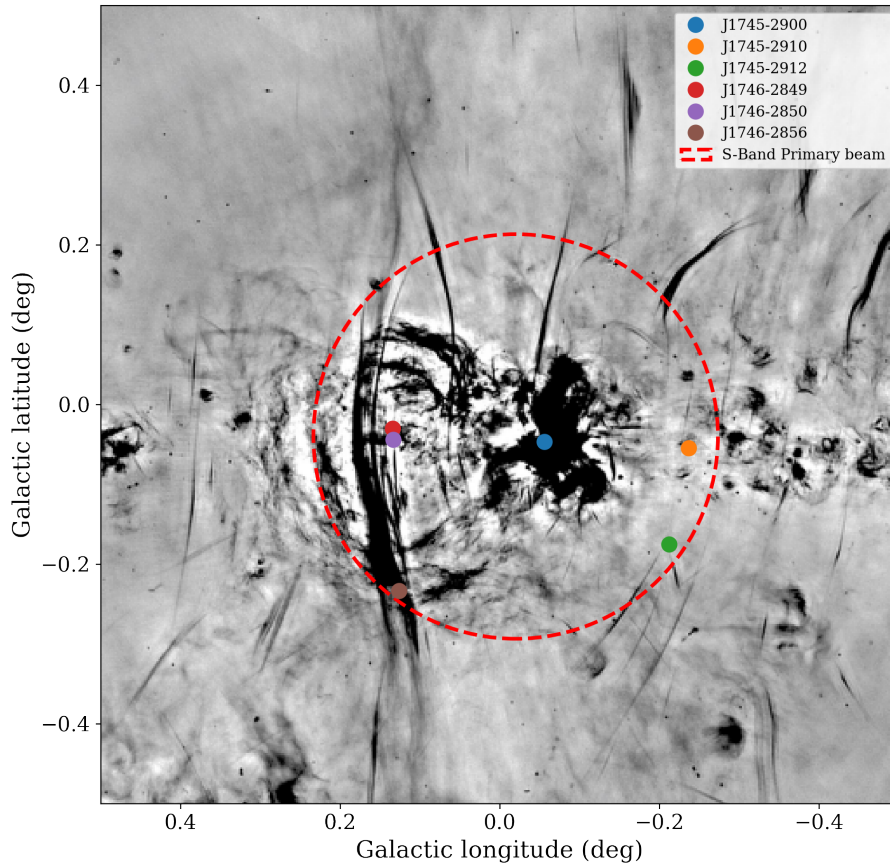 J1745-2900
J1745-2910
J1745-2912
J1746-2849
J1746-2850
J1746-2856
S-Band Primary beam
0.4
0.2
0.0
−0.2
−0.4
Galactic latitude (deg)
0.4 0.2 0.0 −0.2 −0.4
Galactic longitude (deg)